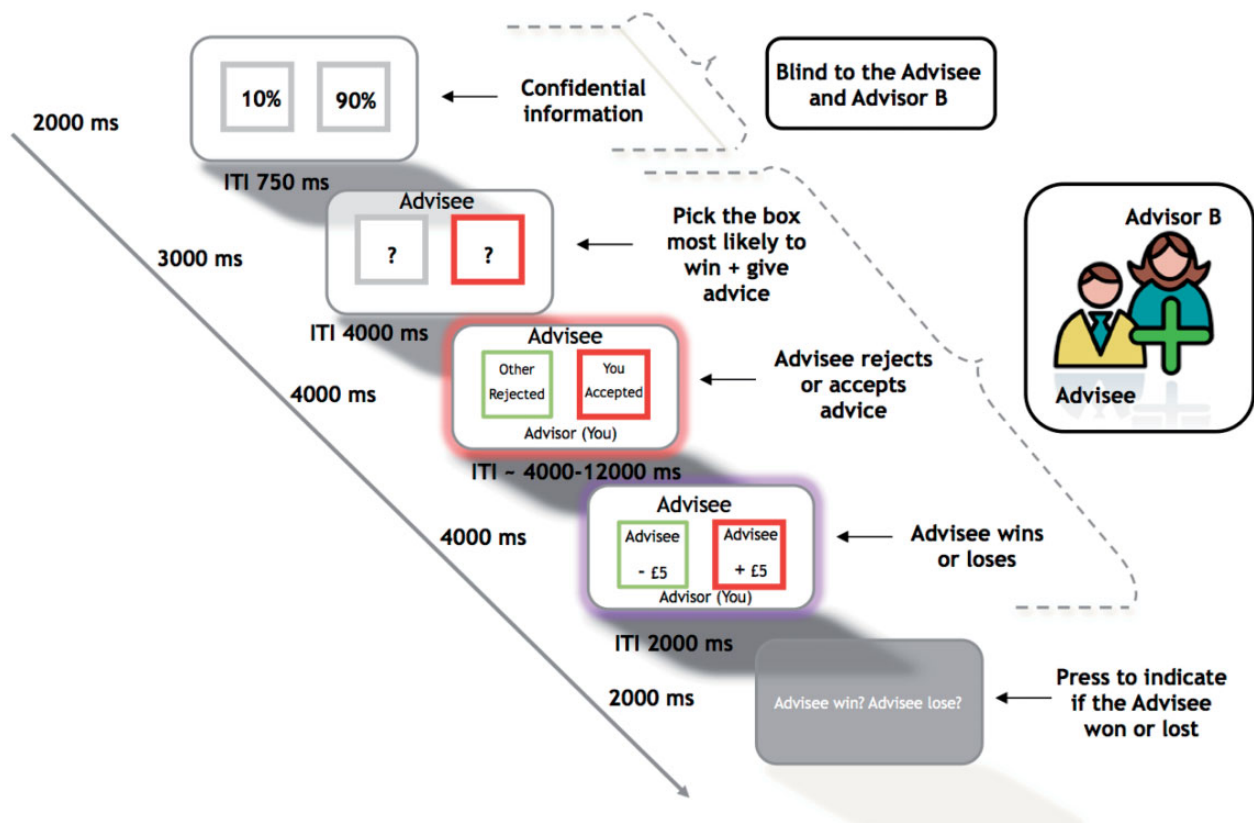 10%
90%
Confidential
information
Blind to the Advisee
and Advisor B
2000 ms
ITI 750 ms
Advisee
?
?
Pick the box
most likely to
win + give
advice
3000 ms
ITI 4000 ms
Advisor B
Advisee
Advisee
Other
Rejected
You
Accepted
Advisor (You)
Advisee rejects
or accepts
advice
4000 ms
ITI ~ 4000-12000 ms
Advisee
Advisee
- £5
Advisee
+ £5
Advisor (You)
Advisee wins
or loses
4000 ms
ITI 2000 ms
Advisee win? Advisee lose?
Press to indicate
if the Advisee
won or lost
2000 ms